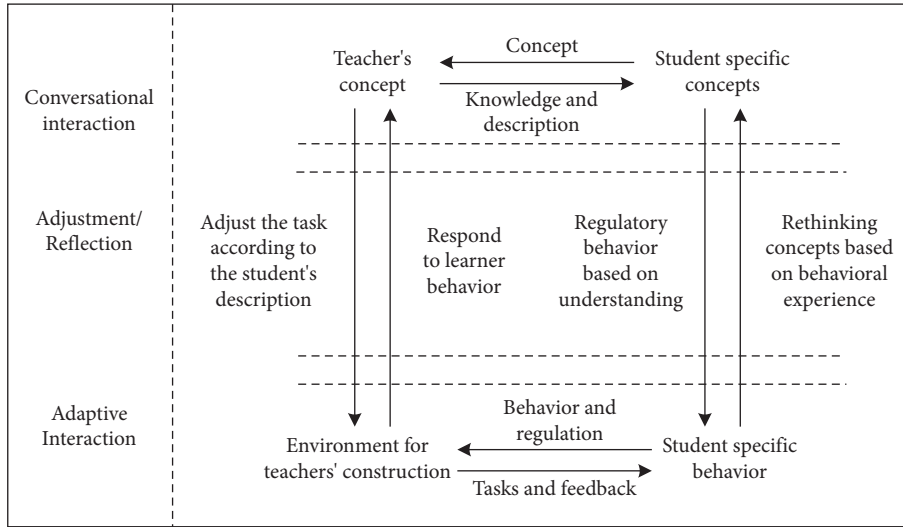 Conversational
interaction
Teacher's
concept
Concept
Knowledge and
description
Student specific
concepts
Adjustment/
Reflection
Adjust the task
according to
the student's
description
Respond
to learner
behavior
Regulatory
behavior
based on
understanding
Rethinking
concepts based
on behavioral
experience
Adaptive
Interaction
Environment for
teachers' construction
Behavior and
regulation
Tasks and feedback
Student specific
behavior